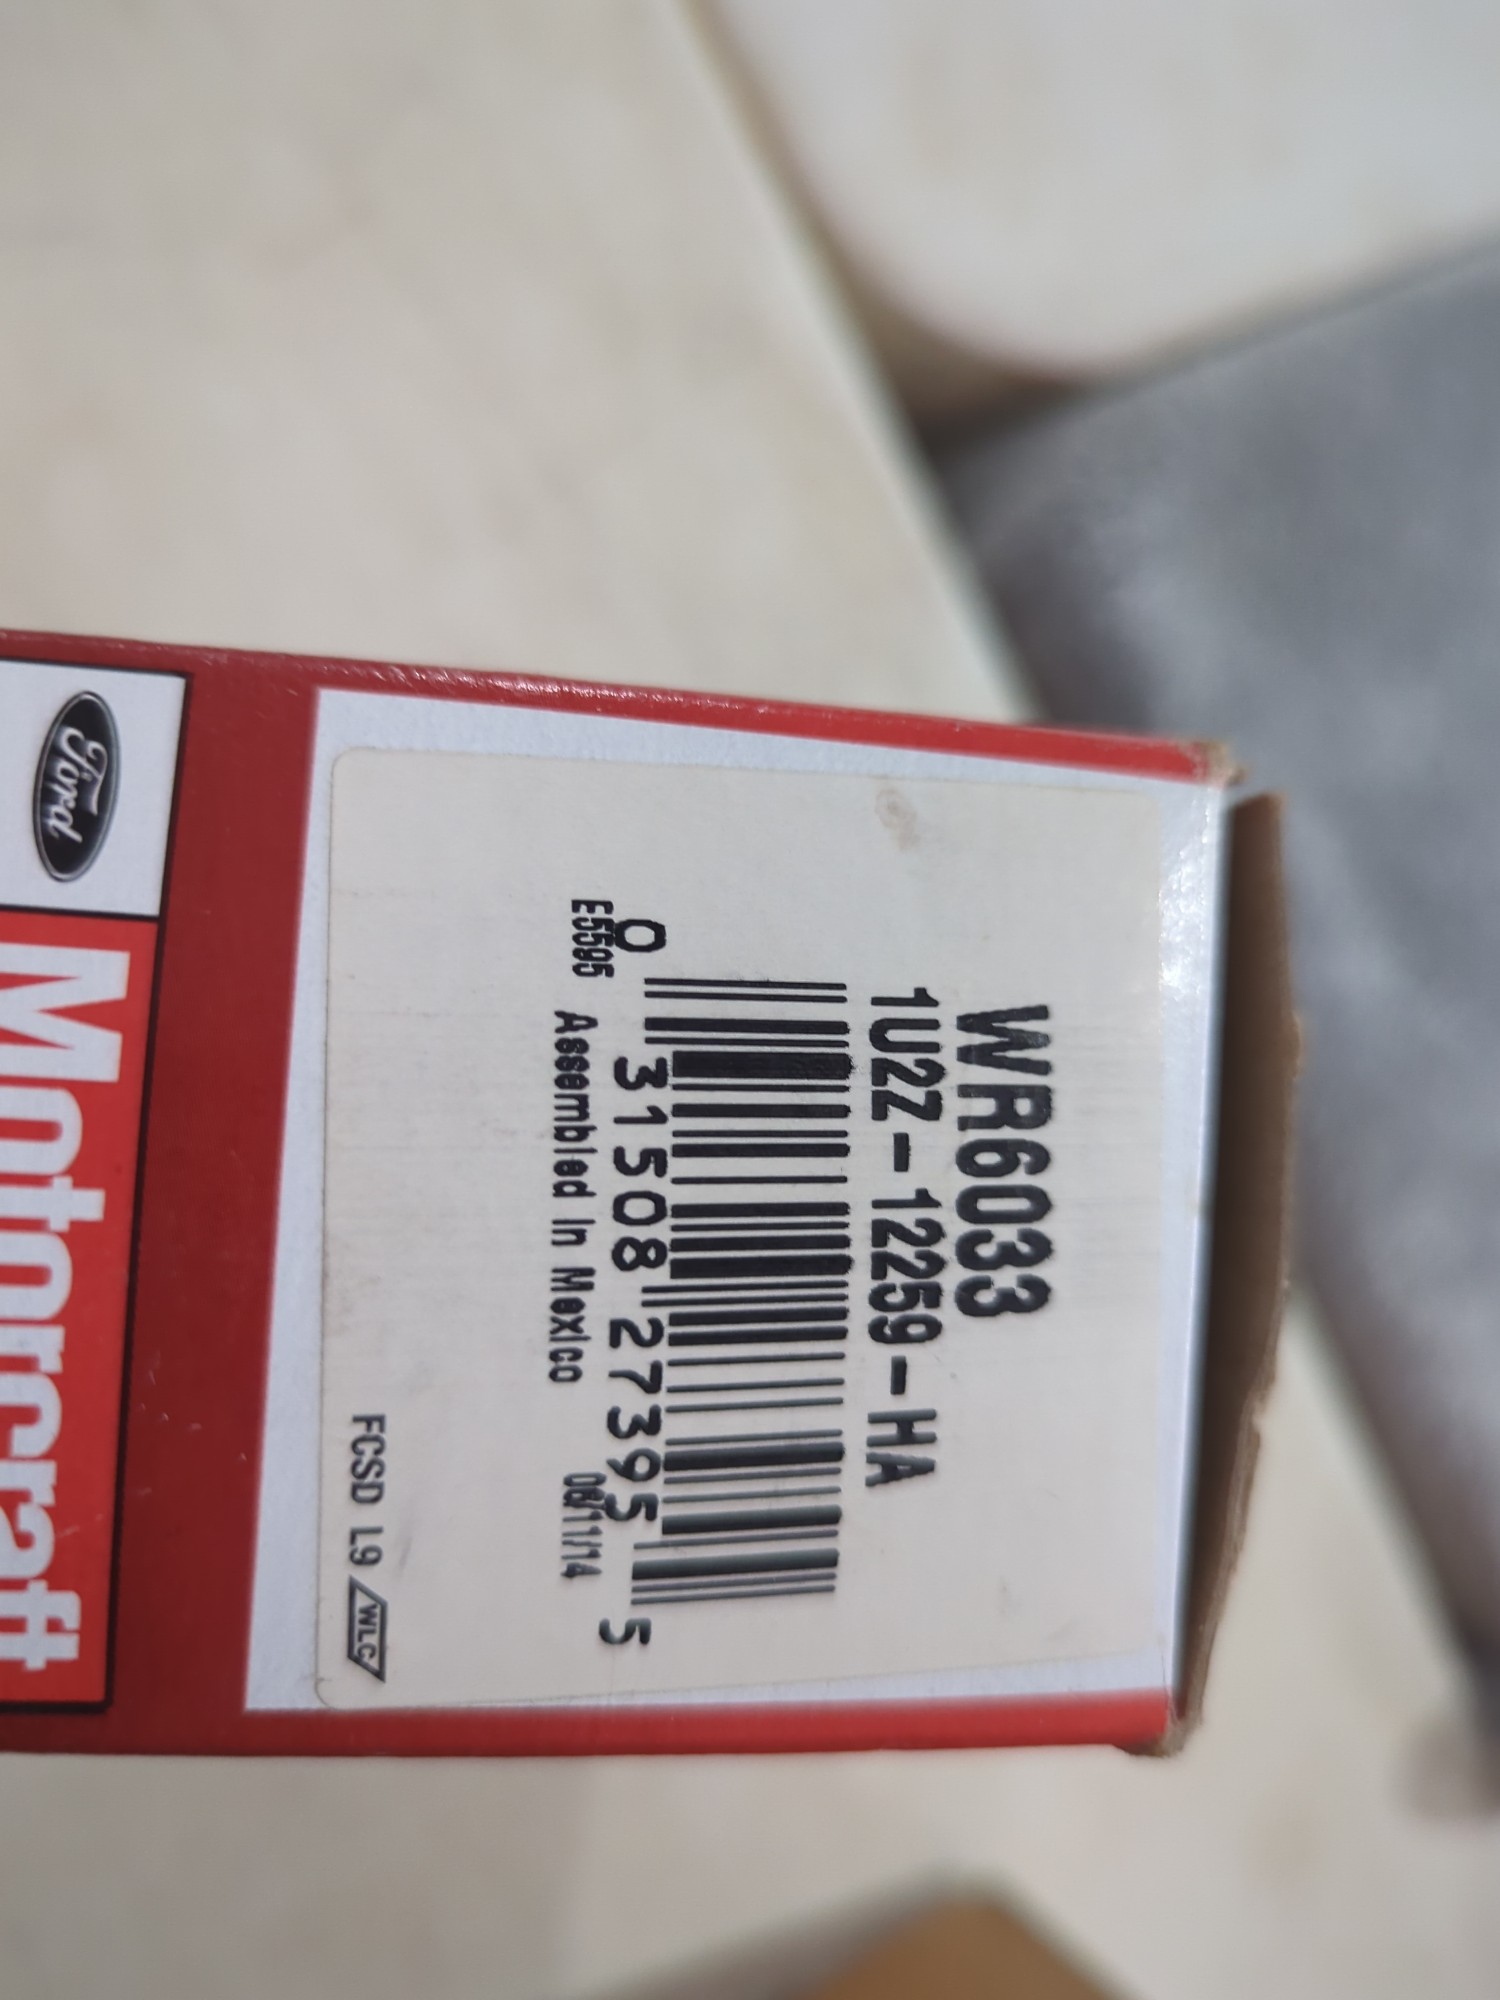 WR6033
1U2Z-12259-HA
0 31508 27395 5
E5595 Assembled In Mexico
FCSD L9 WLC
Ford
Motorcraft